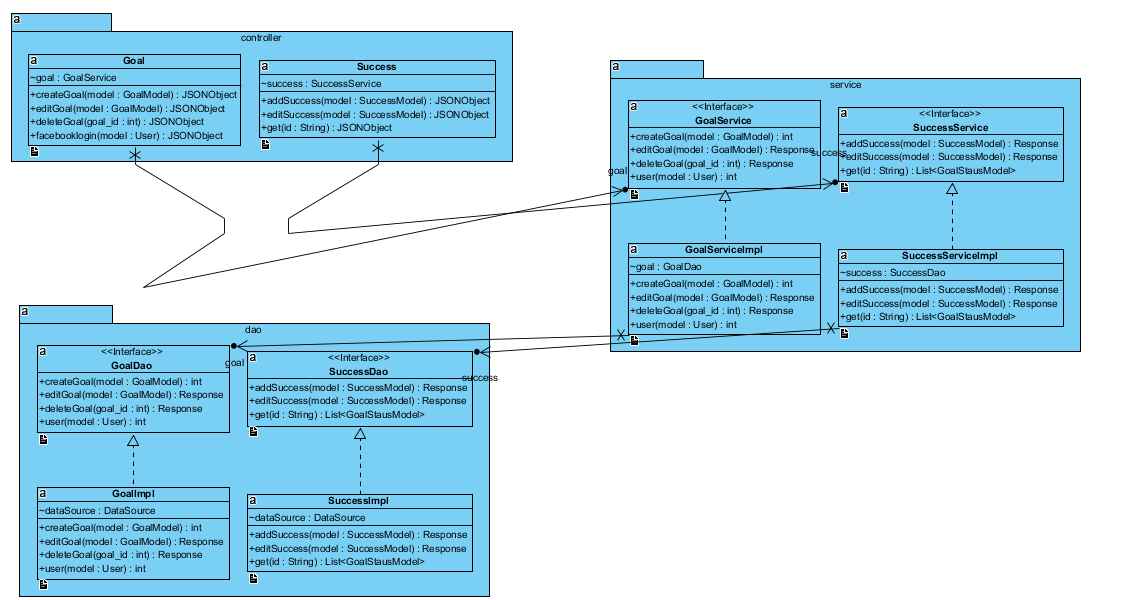 a
controller
a
Goal
~goal : GoalService
+createGoal(model : GoalModel) : JSONObject
+editGoal(model : GoalModel) : JSONObject
+deleteGoal(goal_id : int) : JSONObject
+facebooklogin(model : User) : JSONObject
a
Success
~success : SuccessService
+addSuccess(model : SuccessModel) : JSONObject
+editSuccess(model : SuccessModel) : JSONObject
+get(id : String) : JSONObject
a
service
a
<<Interface>>
GoalService
+createGoal(model : GoalModel) : int
+editGoal(model : GoalModel) : Response
+deleteGoal(goal_id : int) : Response
+user(model : User) : int
a
<<Interface>>
SuccessService
+addSuccess(model : SuccessModel) : Response
+editSuccess(model : SuccessModel) : Response
+get(id : String) : List<GoalStausModel>
success
goal
a
GoalServiceImpl
~goal : GoalDao
+createGoal(model : GoalModel) : int
+editGoal(model : GoalModel) : Response
+deleteGoal(goal_id : int) : Response
+user(model : User) : int
a
SuccessServiceImpl
~success : SuccessDao
+addSuccess(model : SuccessModel) : Response
+editSuccess(model : SuccessModel) : Response
+get(id : String) : List<GoalStausModel>
a
dao
a
<<Interface>>
GoalDao
+createGoal(model : GoalModel) : int
+editGoal(model : GoalModel) : Response
+deleteGoal(goal_id : int) : Response
+user(model : User) : int
goal
a
<<Interface>>
SuccessDao
+addSuccess(model : SuccessModel) : Response
+editSuccess(model : SuccessModel) : Response
+get(id : String) : List<GoalStausModel>
success
a
GoalImpl
~dataSource : DataSource
+createGoal(model : GoalModel) : int
+editGoal(model : GoalModel) : Response
+deleteGoal(goal_id : int) : Response
+user(model : User) : int
a
SuccessImpl
~dataSource : DataSource
+addSuccess(model : SuccessModel) : Response
+editSuccess(model : SuccessModel) : Response
+get(id : String) : List<GoalStausModel>